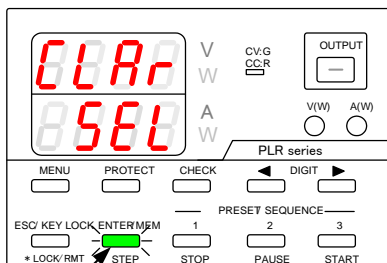 CLAr
V
W
CV:G
CC:R
OUTPUT
SEL
A
W
V(W) A(W)
PLR series
MENU PROTECT CHECK ◀ DIGIT ▶
PRESET/ SEQUENCE
ESC/ KEY LOCK ENTER/MEM 1 2 3
* LOCK/ RMT STEP STOP PAUSE START